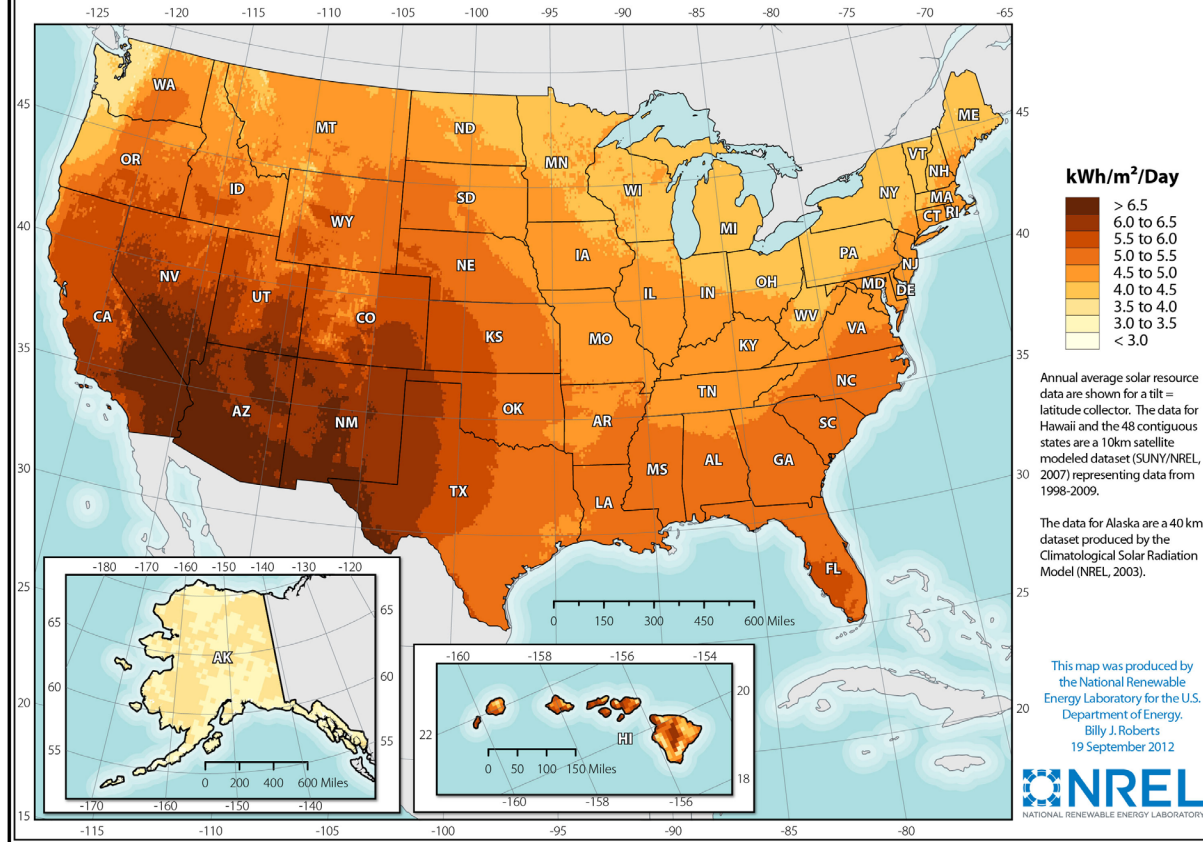 -125 -120 -115 -110 -105 -100 -95 -90 -85 -80 -75 -70 -65
45
40
35
30
25
20
15
45
40
35
30
25
20
-115 -110 -105 -100 -95 -90 -85 -80
WA
MT
ND
MN
ME
VT
NH
OR
ID
WY
SD
WI
MI
NY
MA
CT
RI
NV
UT
NE
IA
PA
NJ
CA
CO
KS
IL
IN
OH
MD
DE
WV
VA
MO
KY
AZ
NM
OK
AR
TN
NC
SC
TX
LA
MS
AL
GA
FL
0 150 300 450 600 Miles
-180 -170 -160 -150 -140 -130 -120
65
60
55
65
60
55
AK
0 200 400 600 Miles
-170 -160 -150 -140
-160 -158 -156 -154
20
22
18
HI
0 50 100 150 Miles
-160 -158 -156
kWh/m²/Day
> 6.5
6.0 to 6.5
5.5 to 6.0
5.0 to 5.5
4.5 to 5.0
4.0 to 4.5
3.5 to 4.0
3.0 to 3.5
< 3.0
Annual average solar resource
data are shown for a tilt =
latitude collector. The data for
Hawaii and the 48 contiguous
states are a 10km satellite
modeled dataset (SUNY/NREL,
2007) representing data from
1998-2009.
The data for Alaska are a 40 km
dataset produced by the
Climatological Solar Radiation
Model (NREL, 2003).
This map was produced by
the National Renewable
Energy Laboratory for the U.S.
Department of Energy.
Billy J. Roberts
19 September 2012
NREL
NATIONAL RENEWABLE ENERGY LABORATORY